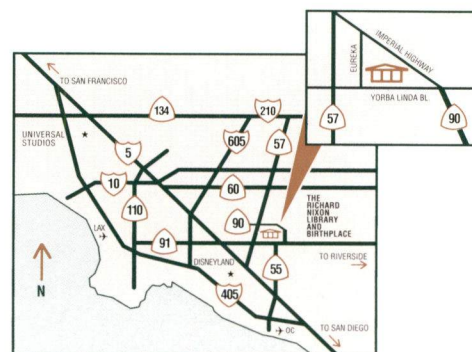 TO SAN FRANCISCO
134
210
UNIVERSAL
STUDIOS
5
605
57
10
60
110
90
THE
RICHARD
NIXON
LIBRARY
AND
BIRTHPLACE
LAX
91
DISNEYLAND
TO RIVERSIDE
55
N
405
OC
TO SAN DIEGO
EUREKA
IMPERIAL HIGHWAY
YORBA LINDA BL.
57
90